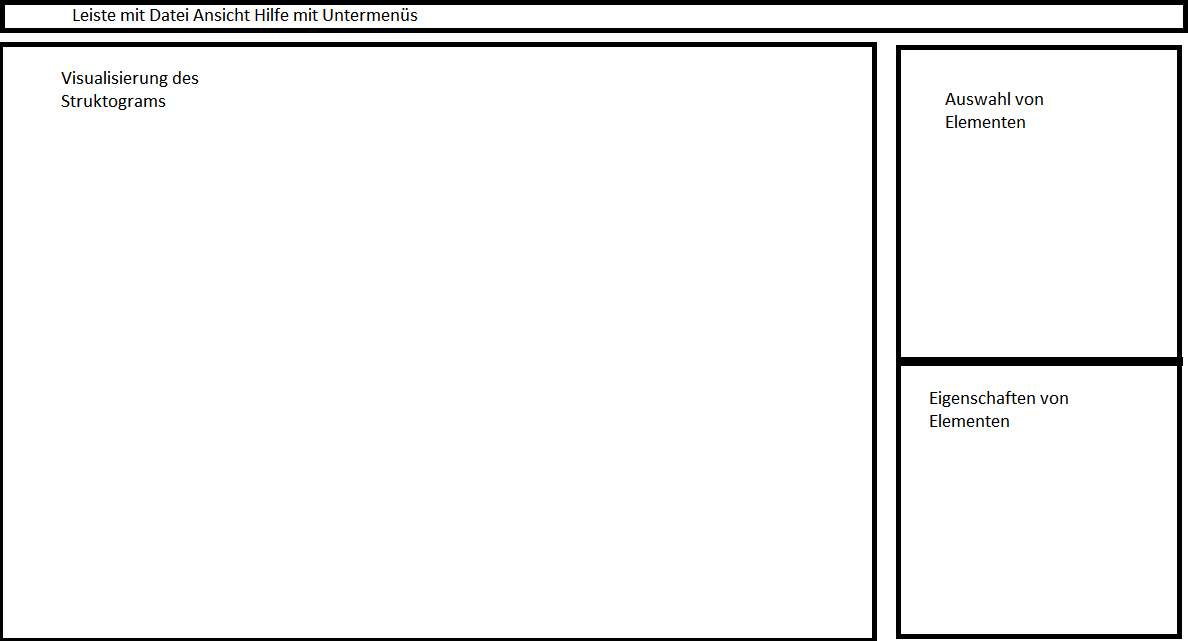 Leiste mit Datei Ansicht Hilfe mit Untermenüs
Visualisierung des
Struktograms
Auswahl von
Elementen
Eigenschaften von
Elementen